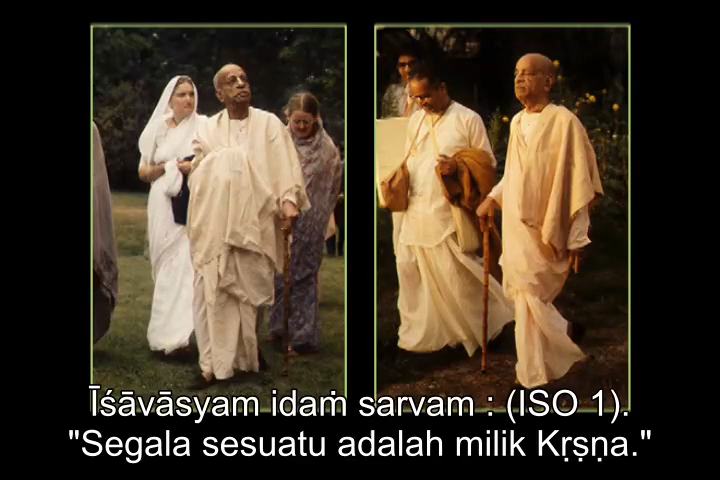 Īśāvāsyam idaṁ sarvam : (ISO 1).
"Segala sesuatu adalah milik Kṛṣṇa."